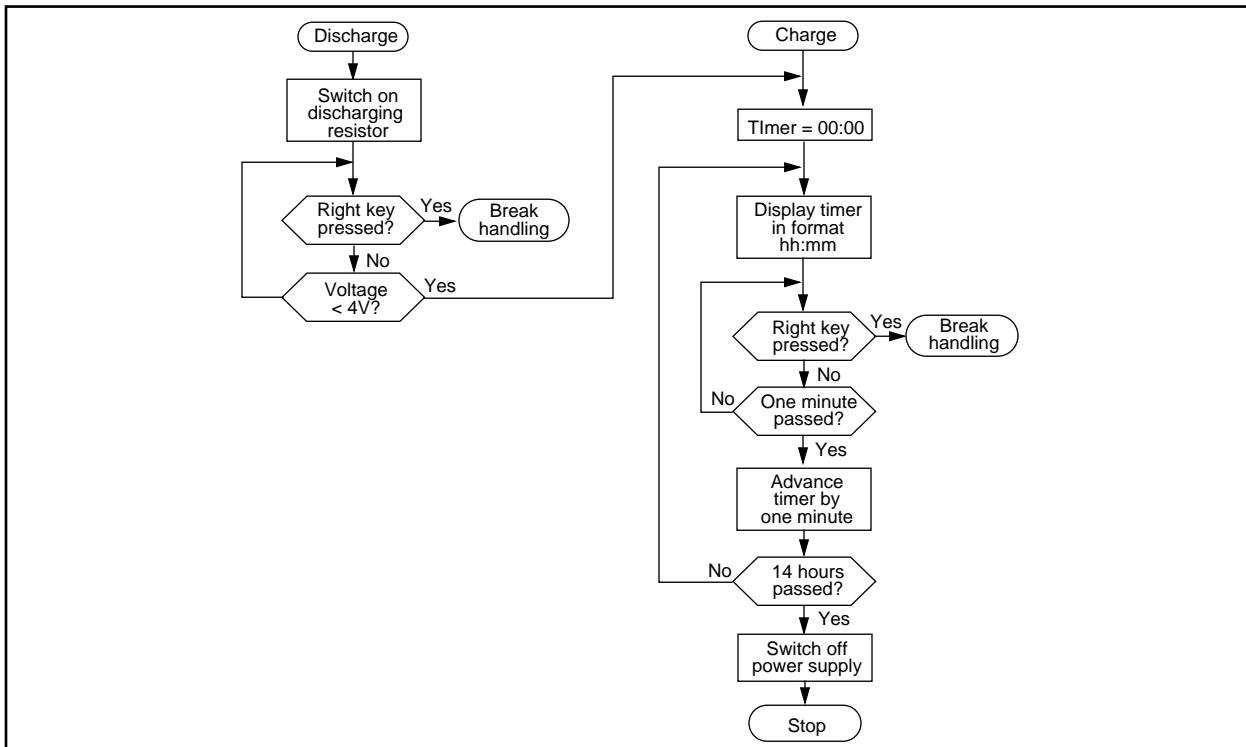 Discharge
Switch on
discharging
resistor
Right key
pressed?
Yes
Break
handling
No
Voltage
< 4V?
Yes
Charge
TImer = 00:00
Display timer
in format
hh:mm
Right key
pressed?
Yes
Break
handling
No
One minute
passed?
No
Yes
Advance
timer by
one minute
14 hours
passed?
No
Yes
Switch off
power supply
Stop